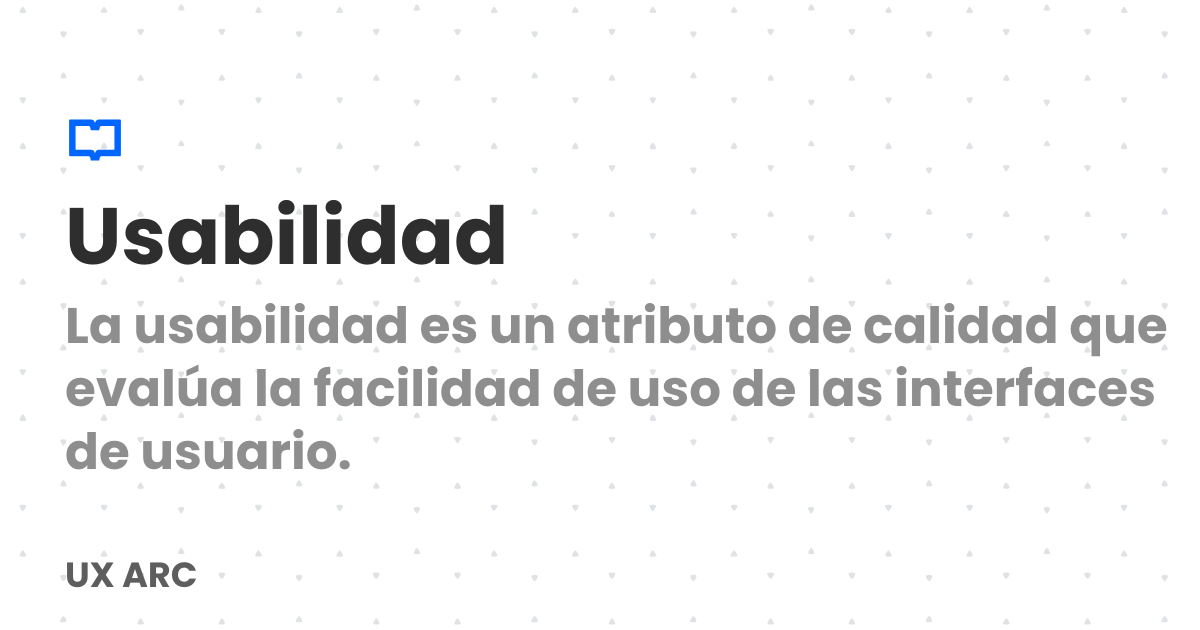 Usabilidad
La usabilidad es un atributo de calidad que
evalúa la facilidad de uso de las interfaces
de usuario.
UX ARC